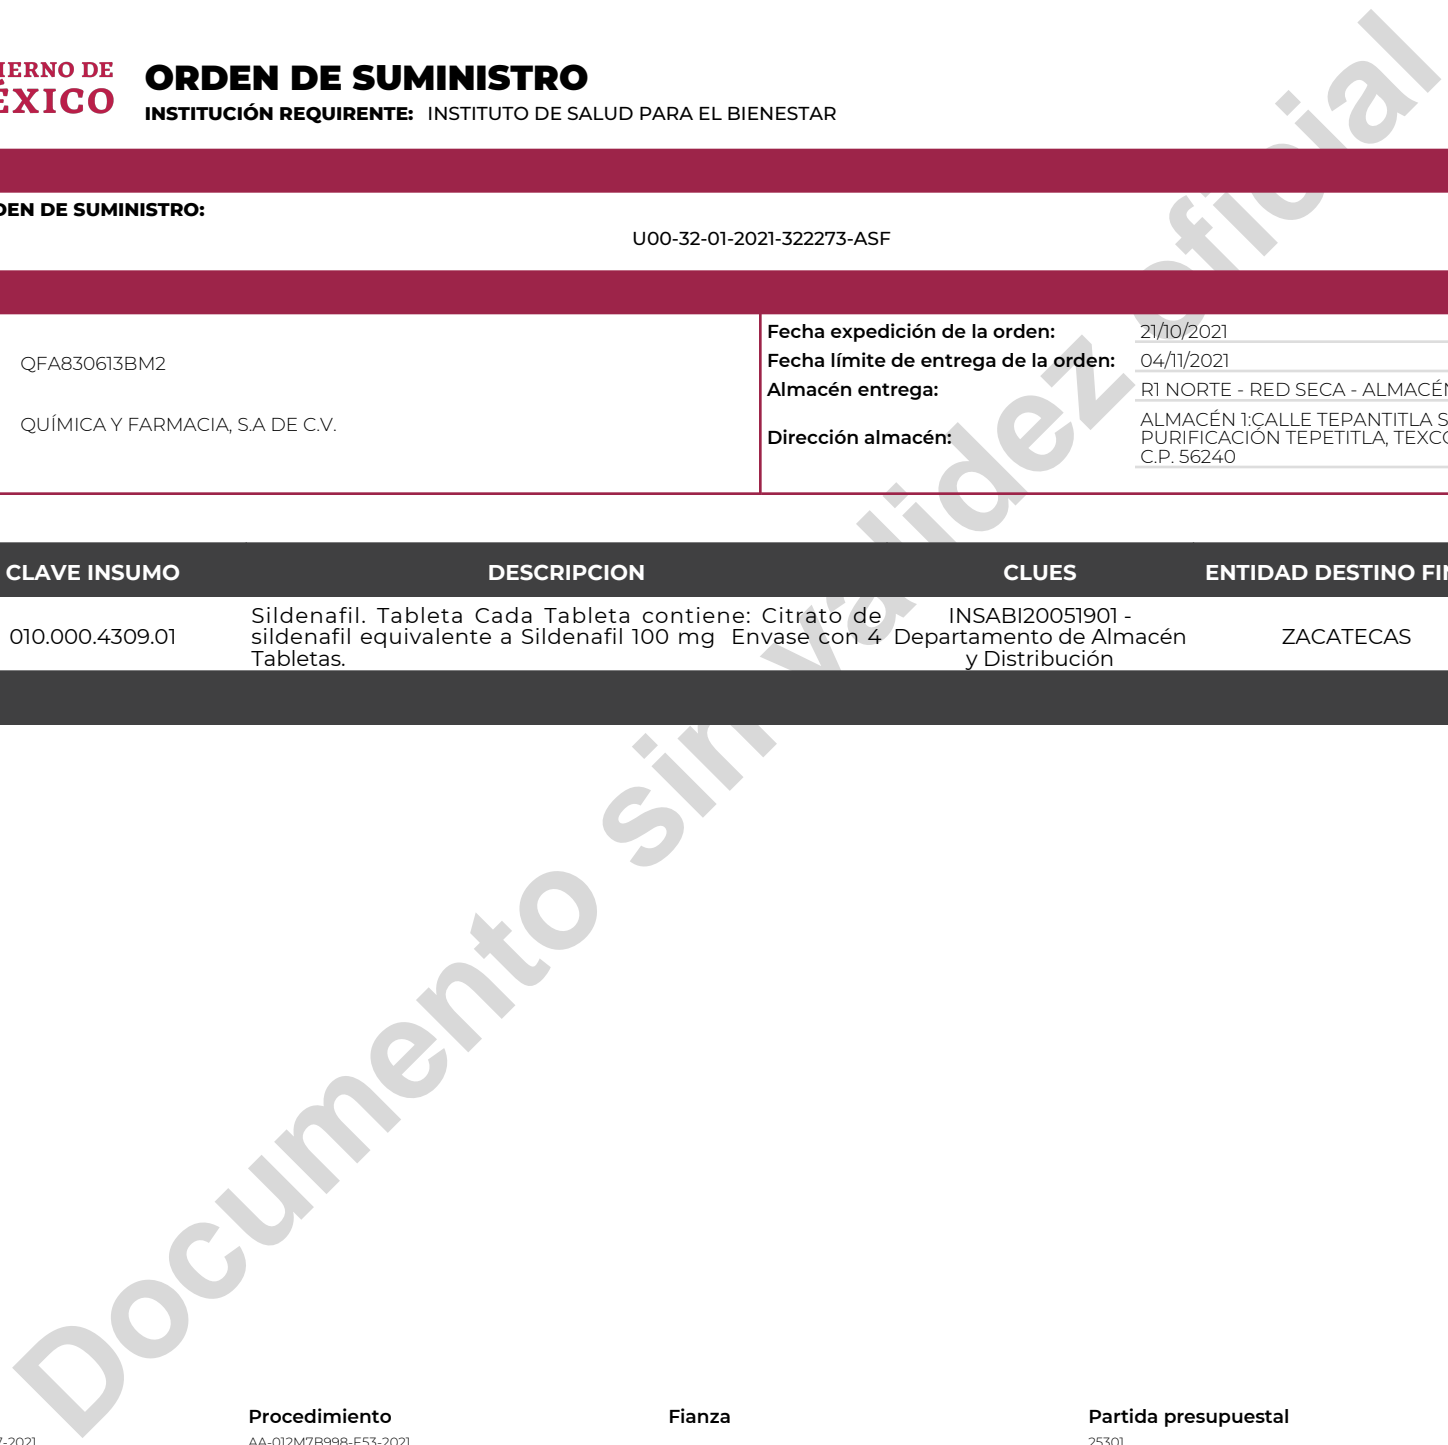 ORDEN DE SUMINISTRO
INSTITUCIÓN REQUIRENTE: INSTITUTO DE SALUD PARA EL BIENESTAR
DE
MÉXICO
DE SUMINISTRO:
U00-32-01-2021-322273-ASF
QFA830613BM2
QUÍMICA Y FARMACIA, S.A DE C.V.
Fecha expedición de la orden: 21/10/2021
Fecha límite de entrega de la orden: 04/11/2021
Almacén entrega: R1 NORTE - RED SECA - ALMACÉN
Dirección almacén:
ALMACÉN 1:CALLE TEPANTITLA
PURIFICACIÓN TEPETITLA,
C.P. 56240
CLAVE INSUMO DESCRIPCION CLUES ENTIDAD DESTINO
010.000.4309.01
Sildenafil. Tableta Cada Tableta contiene: Citrato de
sildenafil equivalente a Sildenafil 100 mg Envase con 4
Tabletas.
INSABI20051901 -
Departamento de Almacén
y Distribución
ZACATECAS
Documento sin validez oficial
Procedimiento Fianza Partida presupuestal
AA-012M7B998-E53-2021
25301